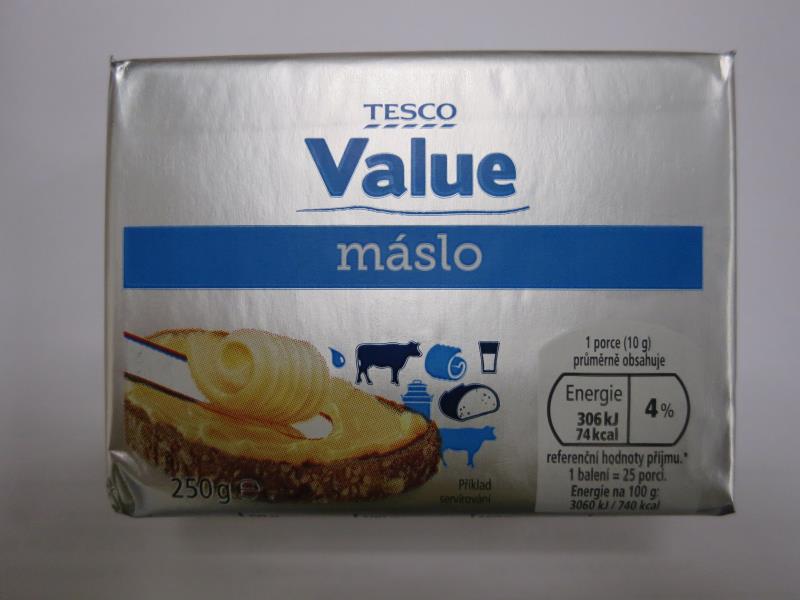 TESCO
Value
máslo
1 porce (10 g)
průměrně obsahuje
Energie
306 kJ
74 kcal
4%
referenční hodnoty příjmu.*
1 balení = 25 porcí.
Energie na 100 g:
3060 kJ / 740 kcal
Příklad
servírování
250 g ℮